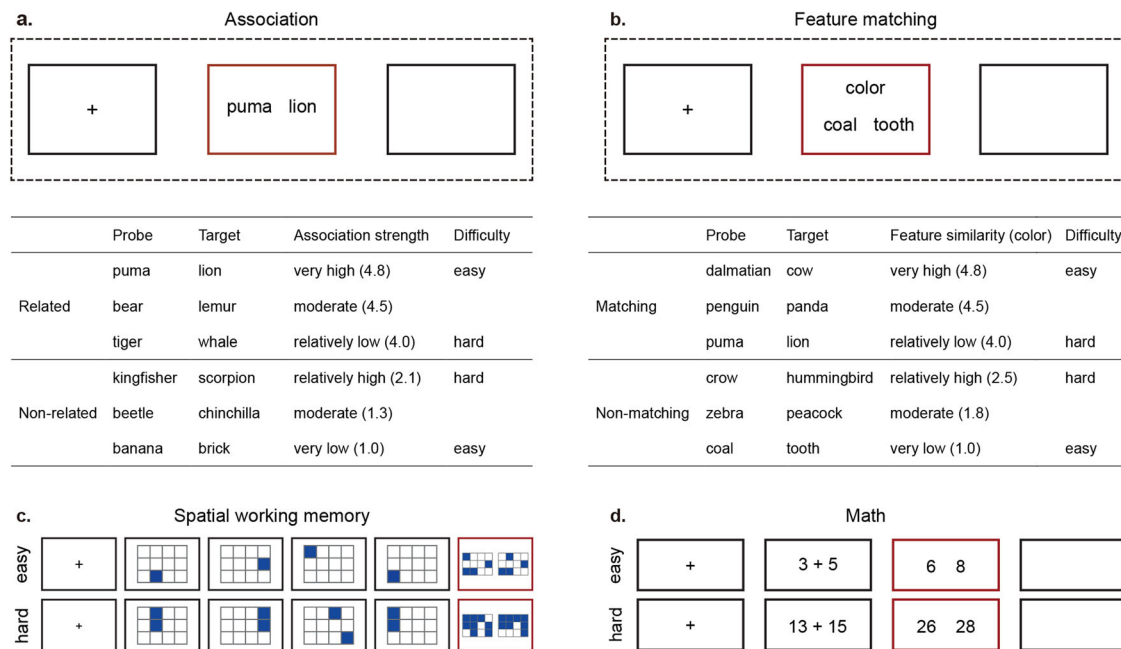 a. Association
+
puma lion
Probe Target Association strength Difficulty
puma lion very high (4.8) easy
Related bear lemur moderate (4.5)
tiger whale relatively low (4.0) hard
kingfisher scorpion relatively high (2.1) hard
Non-related beetle chinchilla moderate (1.3)
banana brick very low (1.0) easy
b. Feature matching
+
color
coal tooth
Probe Target Feature similarity (color) Difficulty
dalmatian cow very high (4.8) easy
Matching penguin panda moderate (4.5)
puma lion relatively low (4.0) hard
crow hummingbird relatively high (2.5) hard
Non-matching zebra peacock moderate (1.8)
coal tooth very low (1.0) easy
c. Spatial working memory
easy +
hard +
d. Math
easy + 3 + 5 6 8
hard + 13 + 15 26 28